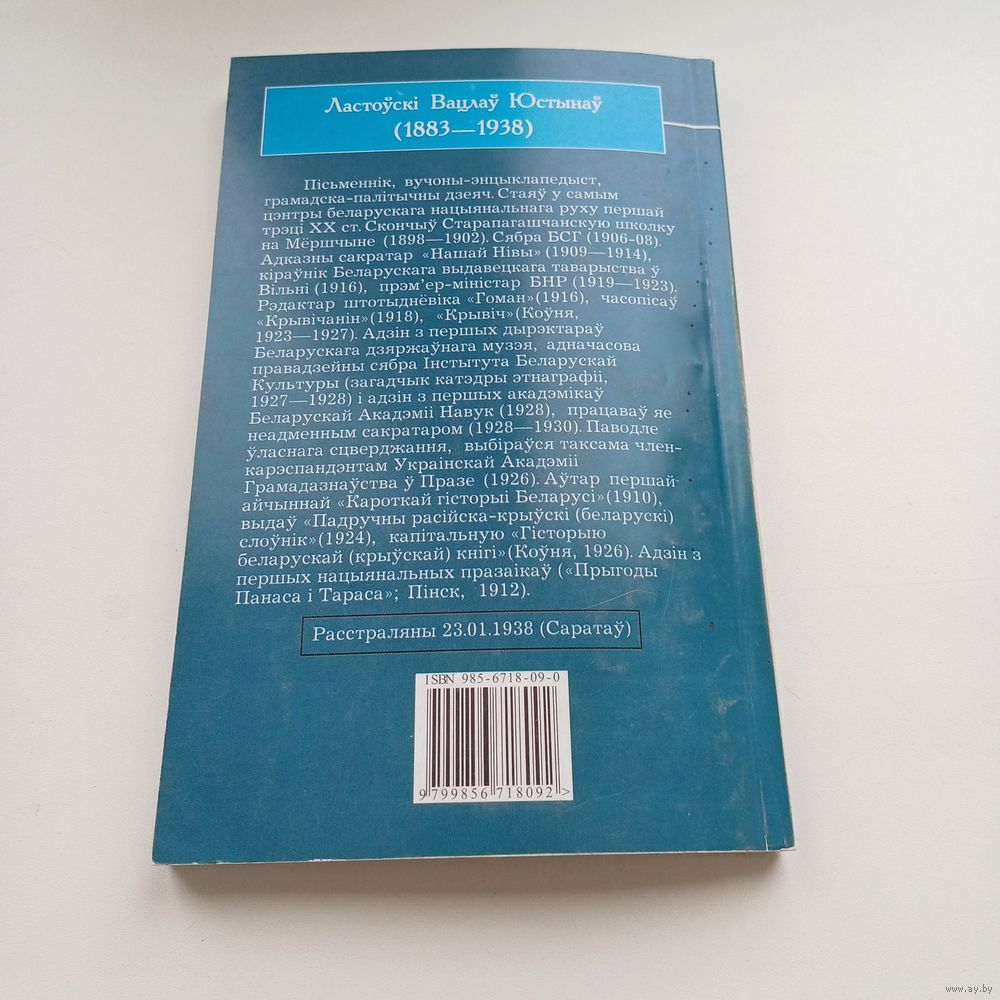 Ластоўскі Вацлаў Юстынаў
(1883—1938)
Пісьменнік, вучоны-энцыклапедыст,
грамадска-палітычны дзеяч. Стаяў у самым
цэнтры беларускага нацыянальнага руху першай
трэці XX ст. Скончыў Старапагашчанскую школку
на Мёршчыне (1898—1902). Сябра БСГ (1906-08).
Адказны сакратар «Нашай Нівы» (1909—1914),
кіраўнік Беларускага выдавецкага таварыства ў
Вільні (1916), прэм'ер-міністар БНР (1919—1923).
Рэдактар штотыднёвіка «Гоман»(1916), часопісаў
«Крывічанін»(1918), «Крывіч»(Коўня,
1923—1927). Адзін з першых дырэктараў
Беларускага дзяржаўнага музэя, адначасова
правадзейны сябра Інстытута Беларускай
Культуры (загадчык катэдры этнаграфіі,
1927—1928) і адзін з першых акадэмікаў
Беларускай Акадэміі Навук (1928), працаваў яе
неадменным сакратаром (1928—1930). Паводле
ўласнага сцверджання, выбіраўся таксама член-
карэспандэнтам Украінскай Акадэміі
Грамадазнаўства ў Празе (1926). Аўтар першай
айчыннай «Кароткай гісторыі Беларусі»(1910),
выдаў «Падручны расійска-крыўскі (беларускі)
слоўнік»(1924), капітальную «Гісторыю
беларускай (крыўскай) кнігі»(Коўня, 1926). Адзін з
першых нацыянальных празаікаў («Прыгоды
Панаса і Тараса»; Пінск, 1912).
Расстраляны 23.01.1938 (Саратаў)
ISBN 985-6718-09-0
9 799856 718092 >
www.ay.by